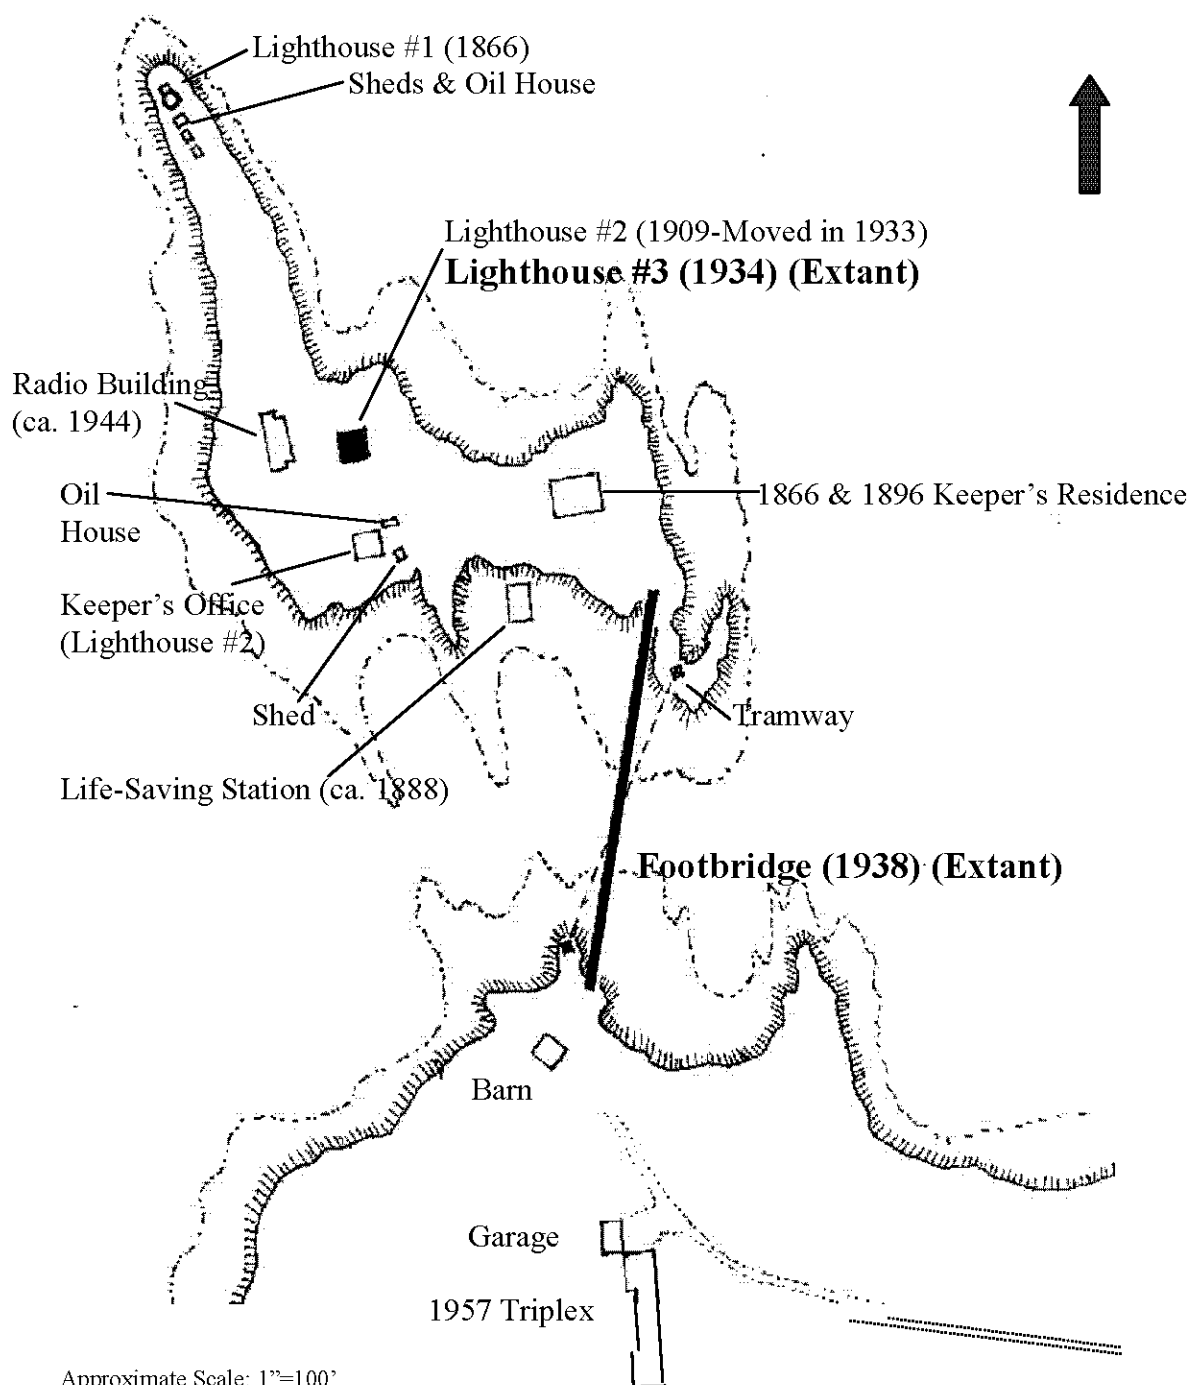 Lighthouse #1 (1866)
Sheds & Oil House
Lighthouse #2 (1909-Moved in 1933)
Lighthouse #3 (1934) (Extant)
Radio Building
(ca. 1944)
Oil
House
1866 & 1896 Keeper's Residence
Keeper's Office
(Lighthouse #2)
Shed
Tramway
Life-Saving Station (ca. 1888)
Footbridge (1938) (Extant)
Barn
Garage
1957 Triplex
Approximate Scale: 1”=100’